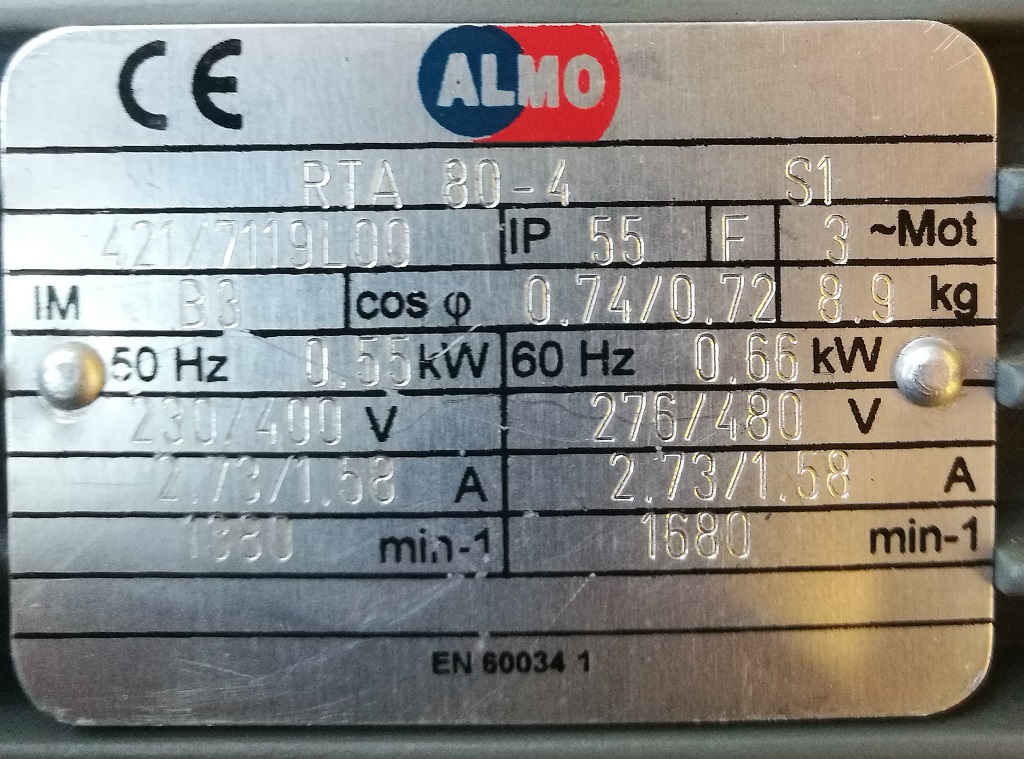 CE ALMO
RTA 80-4 S1
421/7119L00 IP 55 F 3 ~Mot
IM B3 cos φ 0.74/0.72 8.9 kg
50 Hz 0.55 kW 60 Hz 0.66 kW
230/400 V 276/480 V
2.73/1.58 A 2.73/1.58 A
1380 min-1 1680 min-1
EN 60034 1